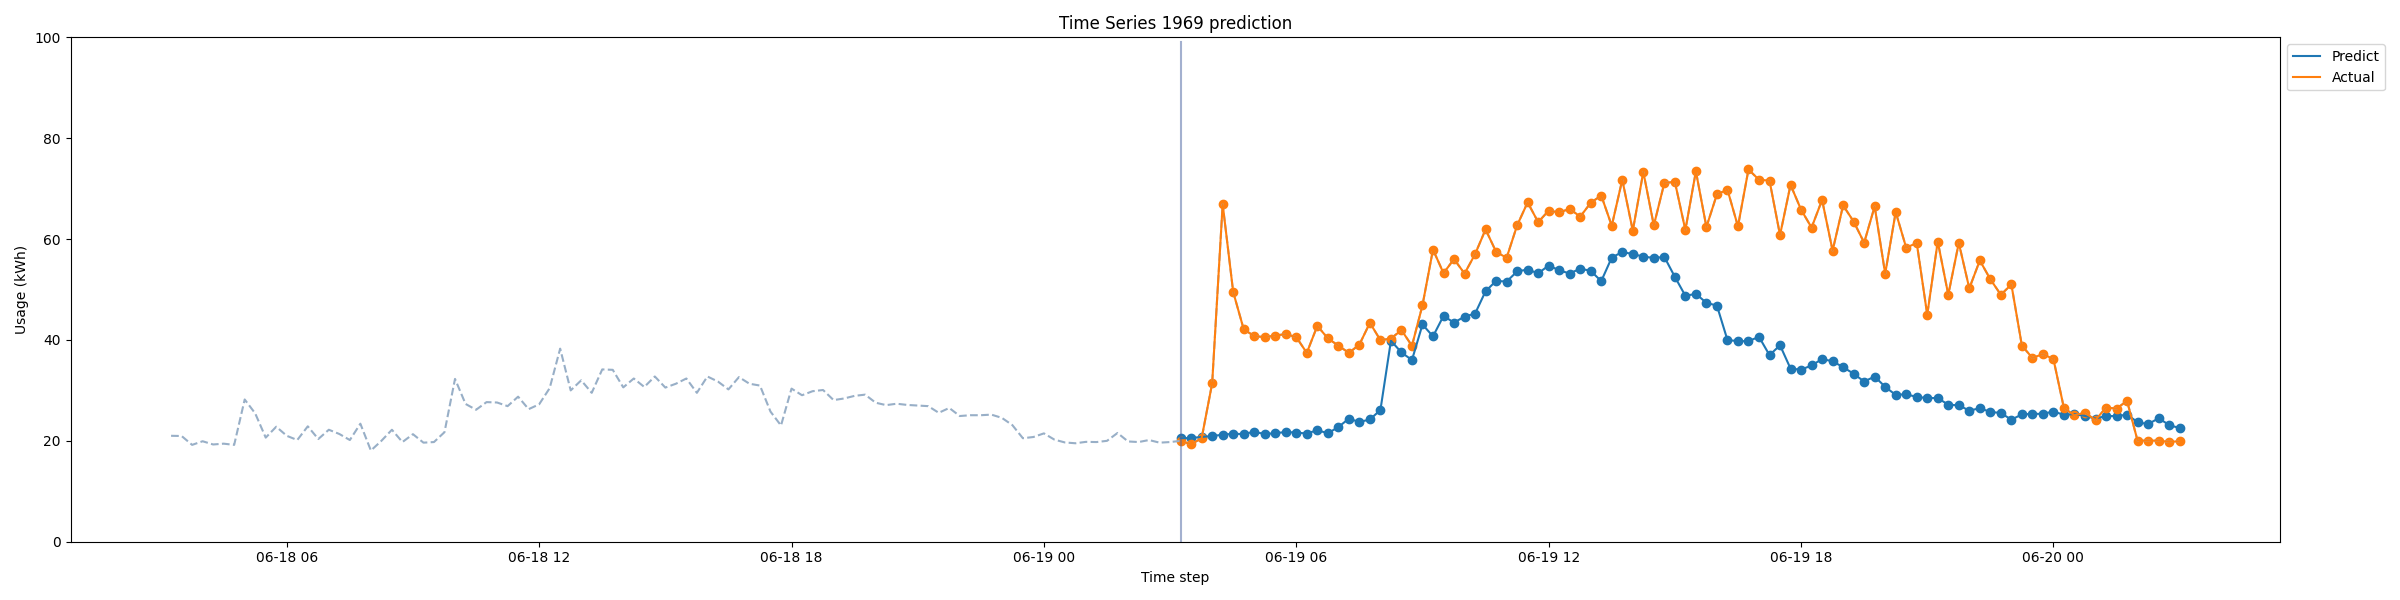 Time Series 1969 prediction
Predict
Actual
Usage (kWh)
100
80
60
40
20
0
06-18 06
06-18 12
06-18 18
06-19 00
06-19 06
06-19 12
06-19 18
06-20 00
Time step